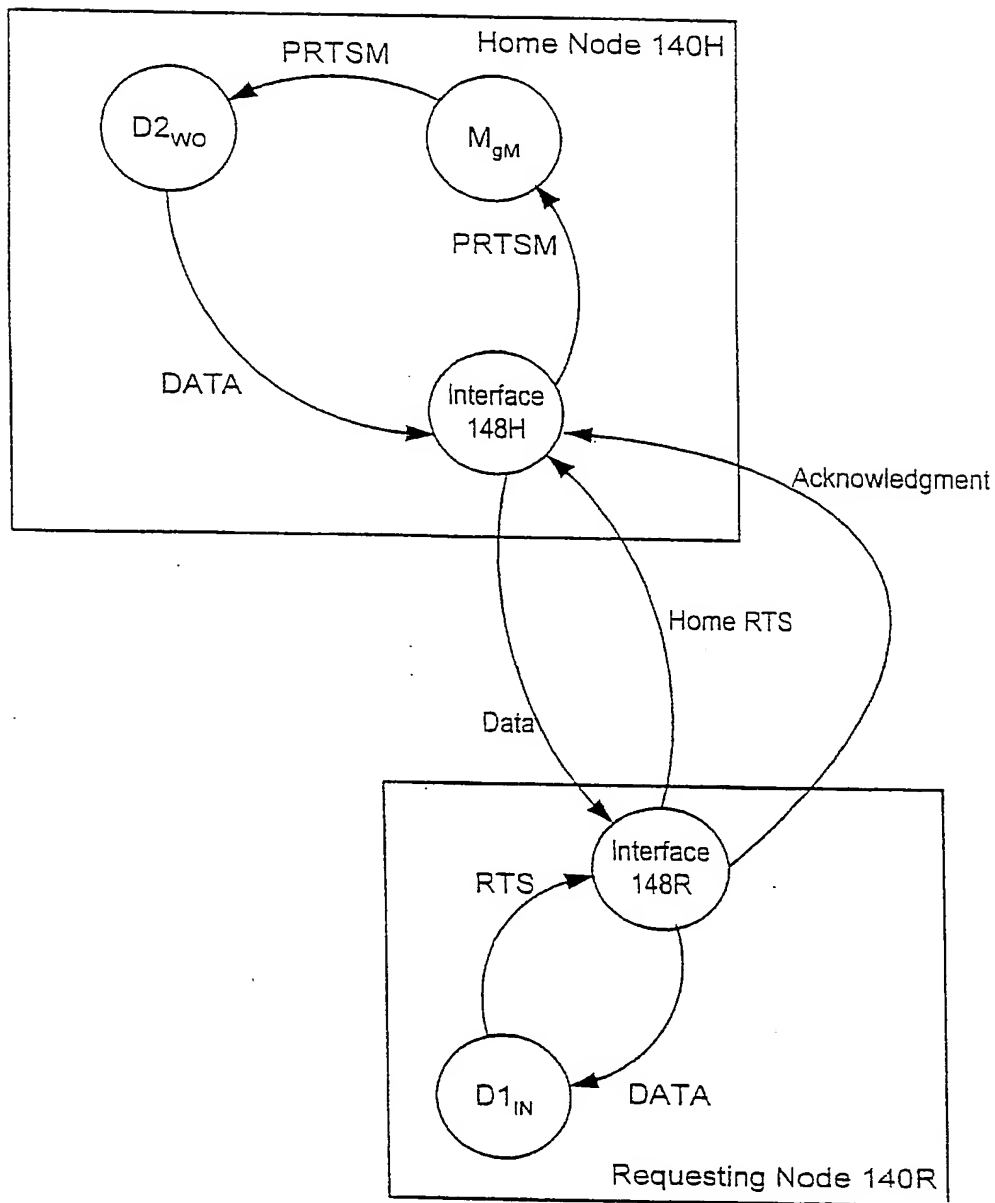 Home Node 140H
PRTSM
D2WO
MgM
PRTSM
DATA
Interface
148H
Acknowledgment
Home RTS
Data
Interface
148R
RTS
D1IN
DATA
Requesting Node 140R